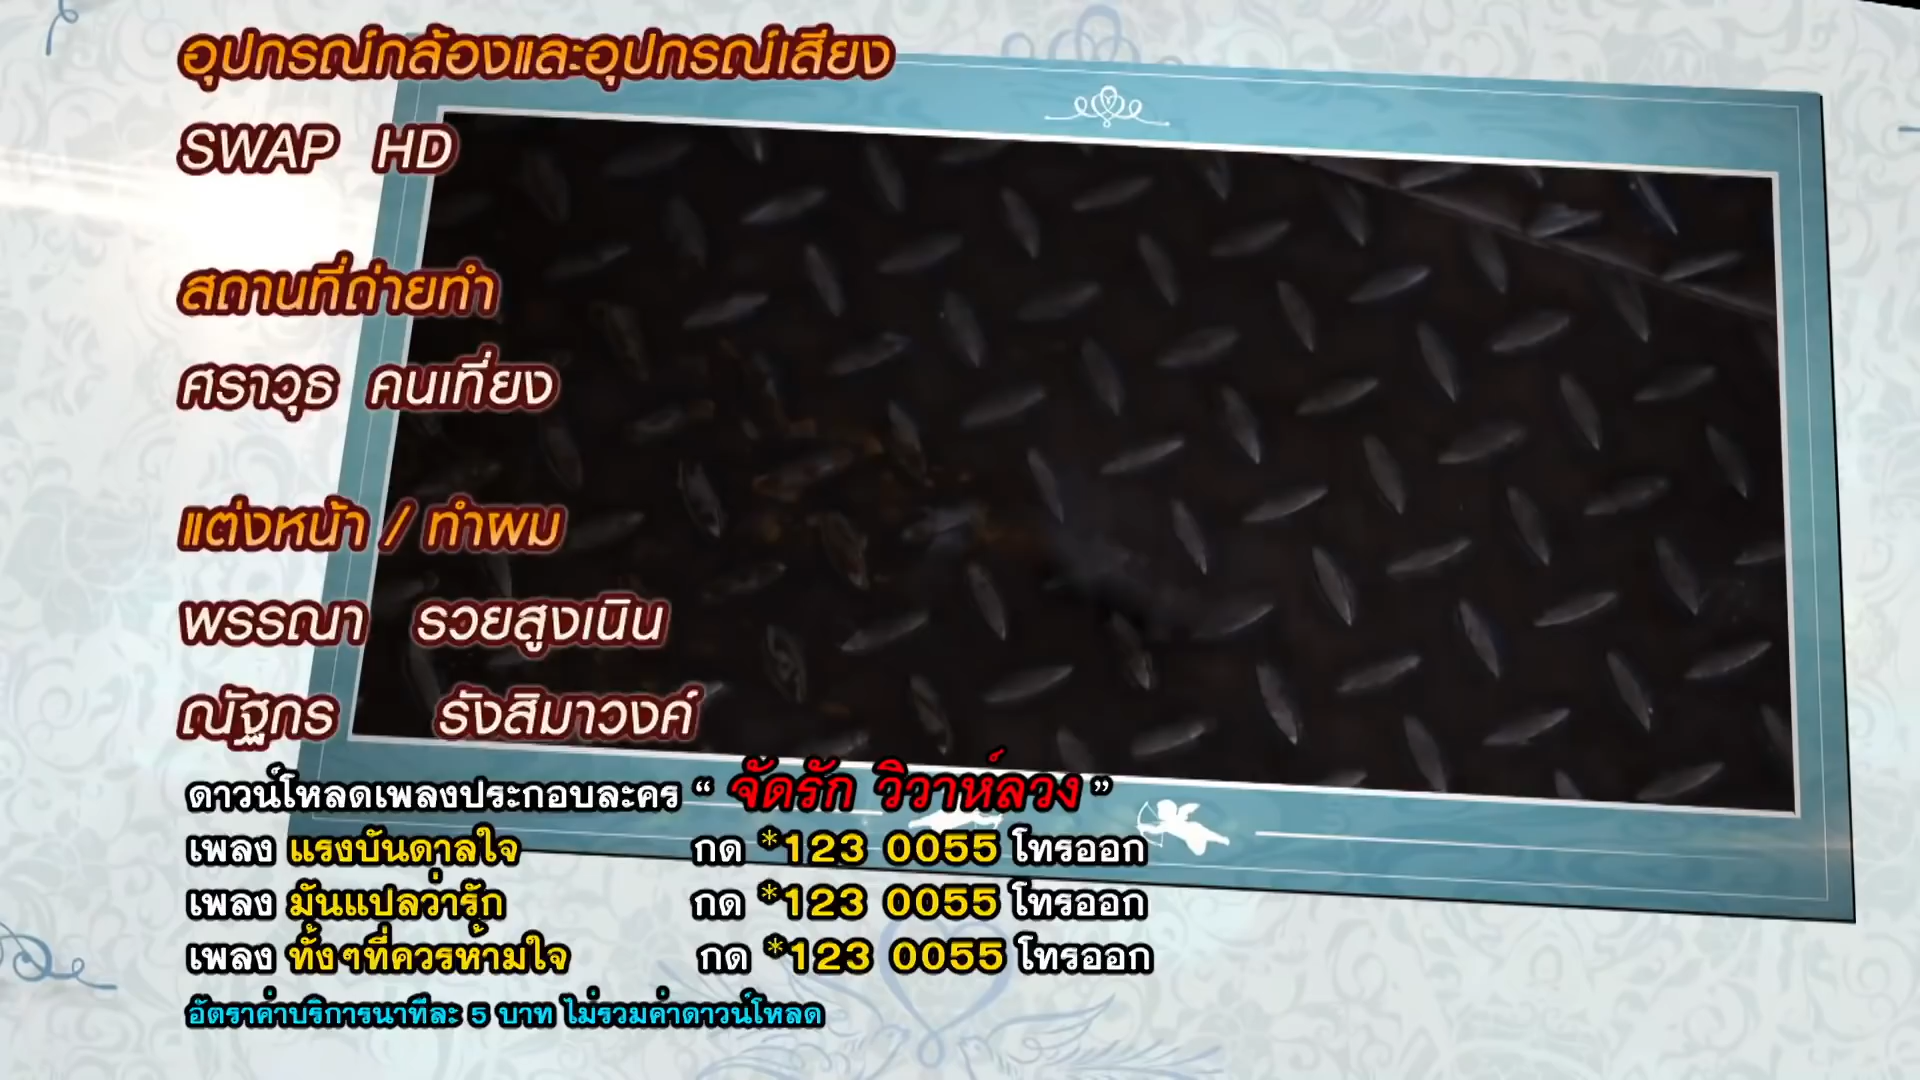 อุปกรณ์กล้องและอุปกรณ์เสียง
SWAP HD
สถานที่ถ่ายทำ
ศราวุธ คนเที่ยง
แต่งหน้า / ทำผม
พรรณา รวยสูงเนิน
ณัฐกร รังสิมาวงค์
ดาวน์โหลดเพลงประกอบละคร “ จัดรัก วิวาห์ลวง ”
เพลง แรงบันดาลใจ กด *123 0055 โทรออก
เพลง มันแปลว่ารัก กด *123 0055 โทรออก
เพลง ทั้งๆที่ควรห้ามใจ กด *123 0055 โทรออก
อัตราค่าบริการนาทีละ 5 บาท ไม่รวมค่าดาวน์โหลด